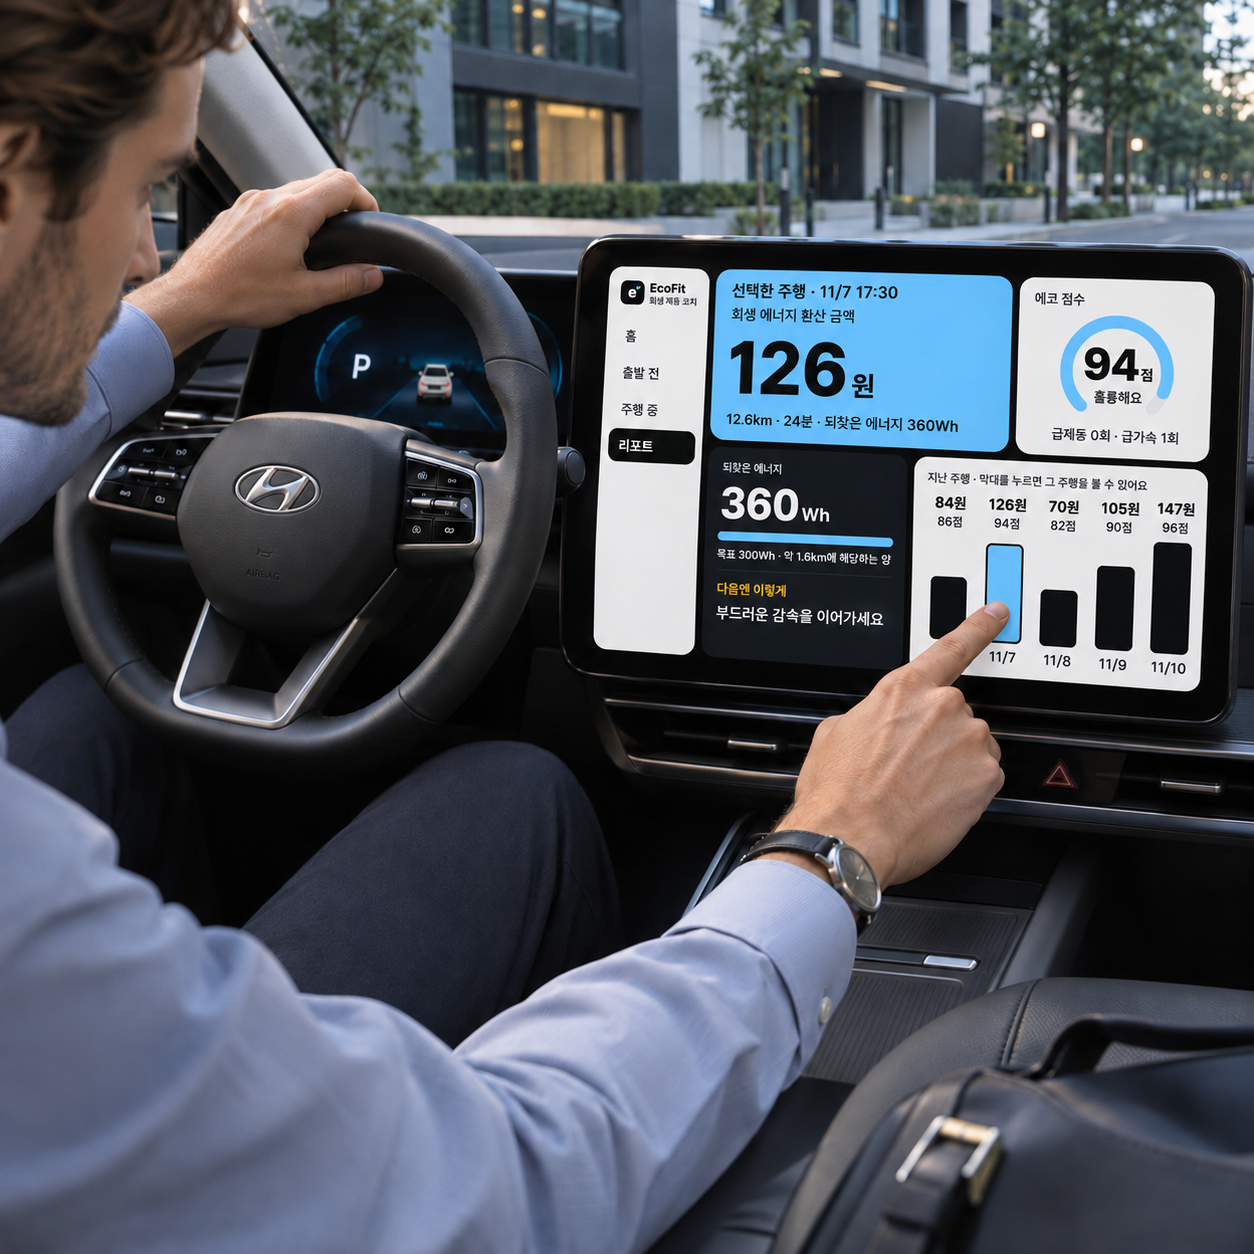 EcoFit
회생 제동 코치
홈
출발 전
주행 중
리포트
선택한 주행 · 11/7 17:30
회생 에너지 환산 금액
126원
12.6km · 24분 · 되찾은 에너지 360Wh
에코 점수
94점
훌륭해요
급제동 0회 · 급가속 1회
되찾은 에너지
360 Wh
목표 300Wh · 약 1.6km에 해당하는 양
다음엔 이렇게
부드러운 감속을 이어가세요
지난 주행 · 막대를 누르면 그 주행을 볼 수 있어요
84원 126원 70원 105원 147원
86점 94점 82점 90점 96점
11/7 11/8 11/9 11/10
P
AIRBAG